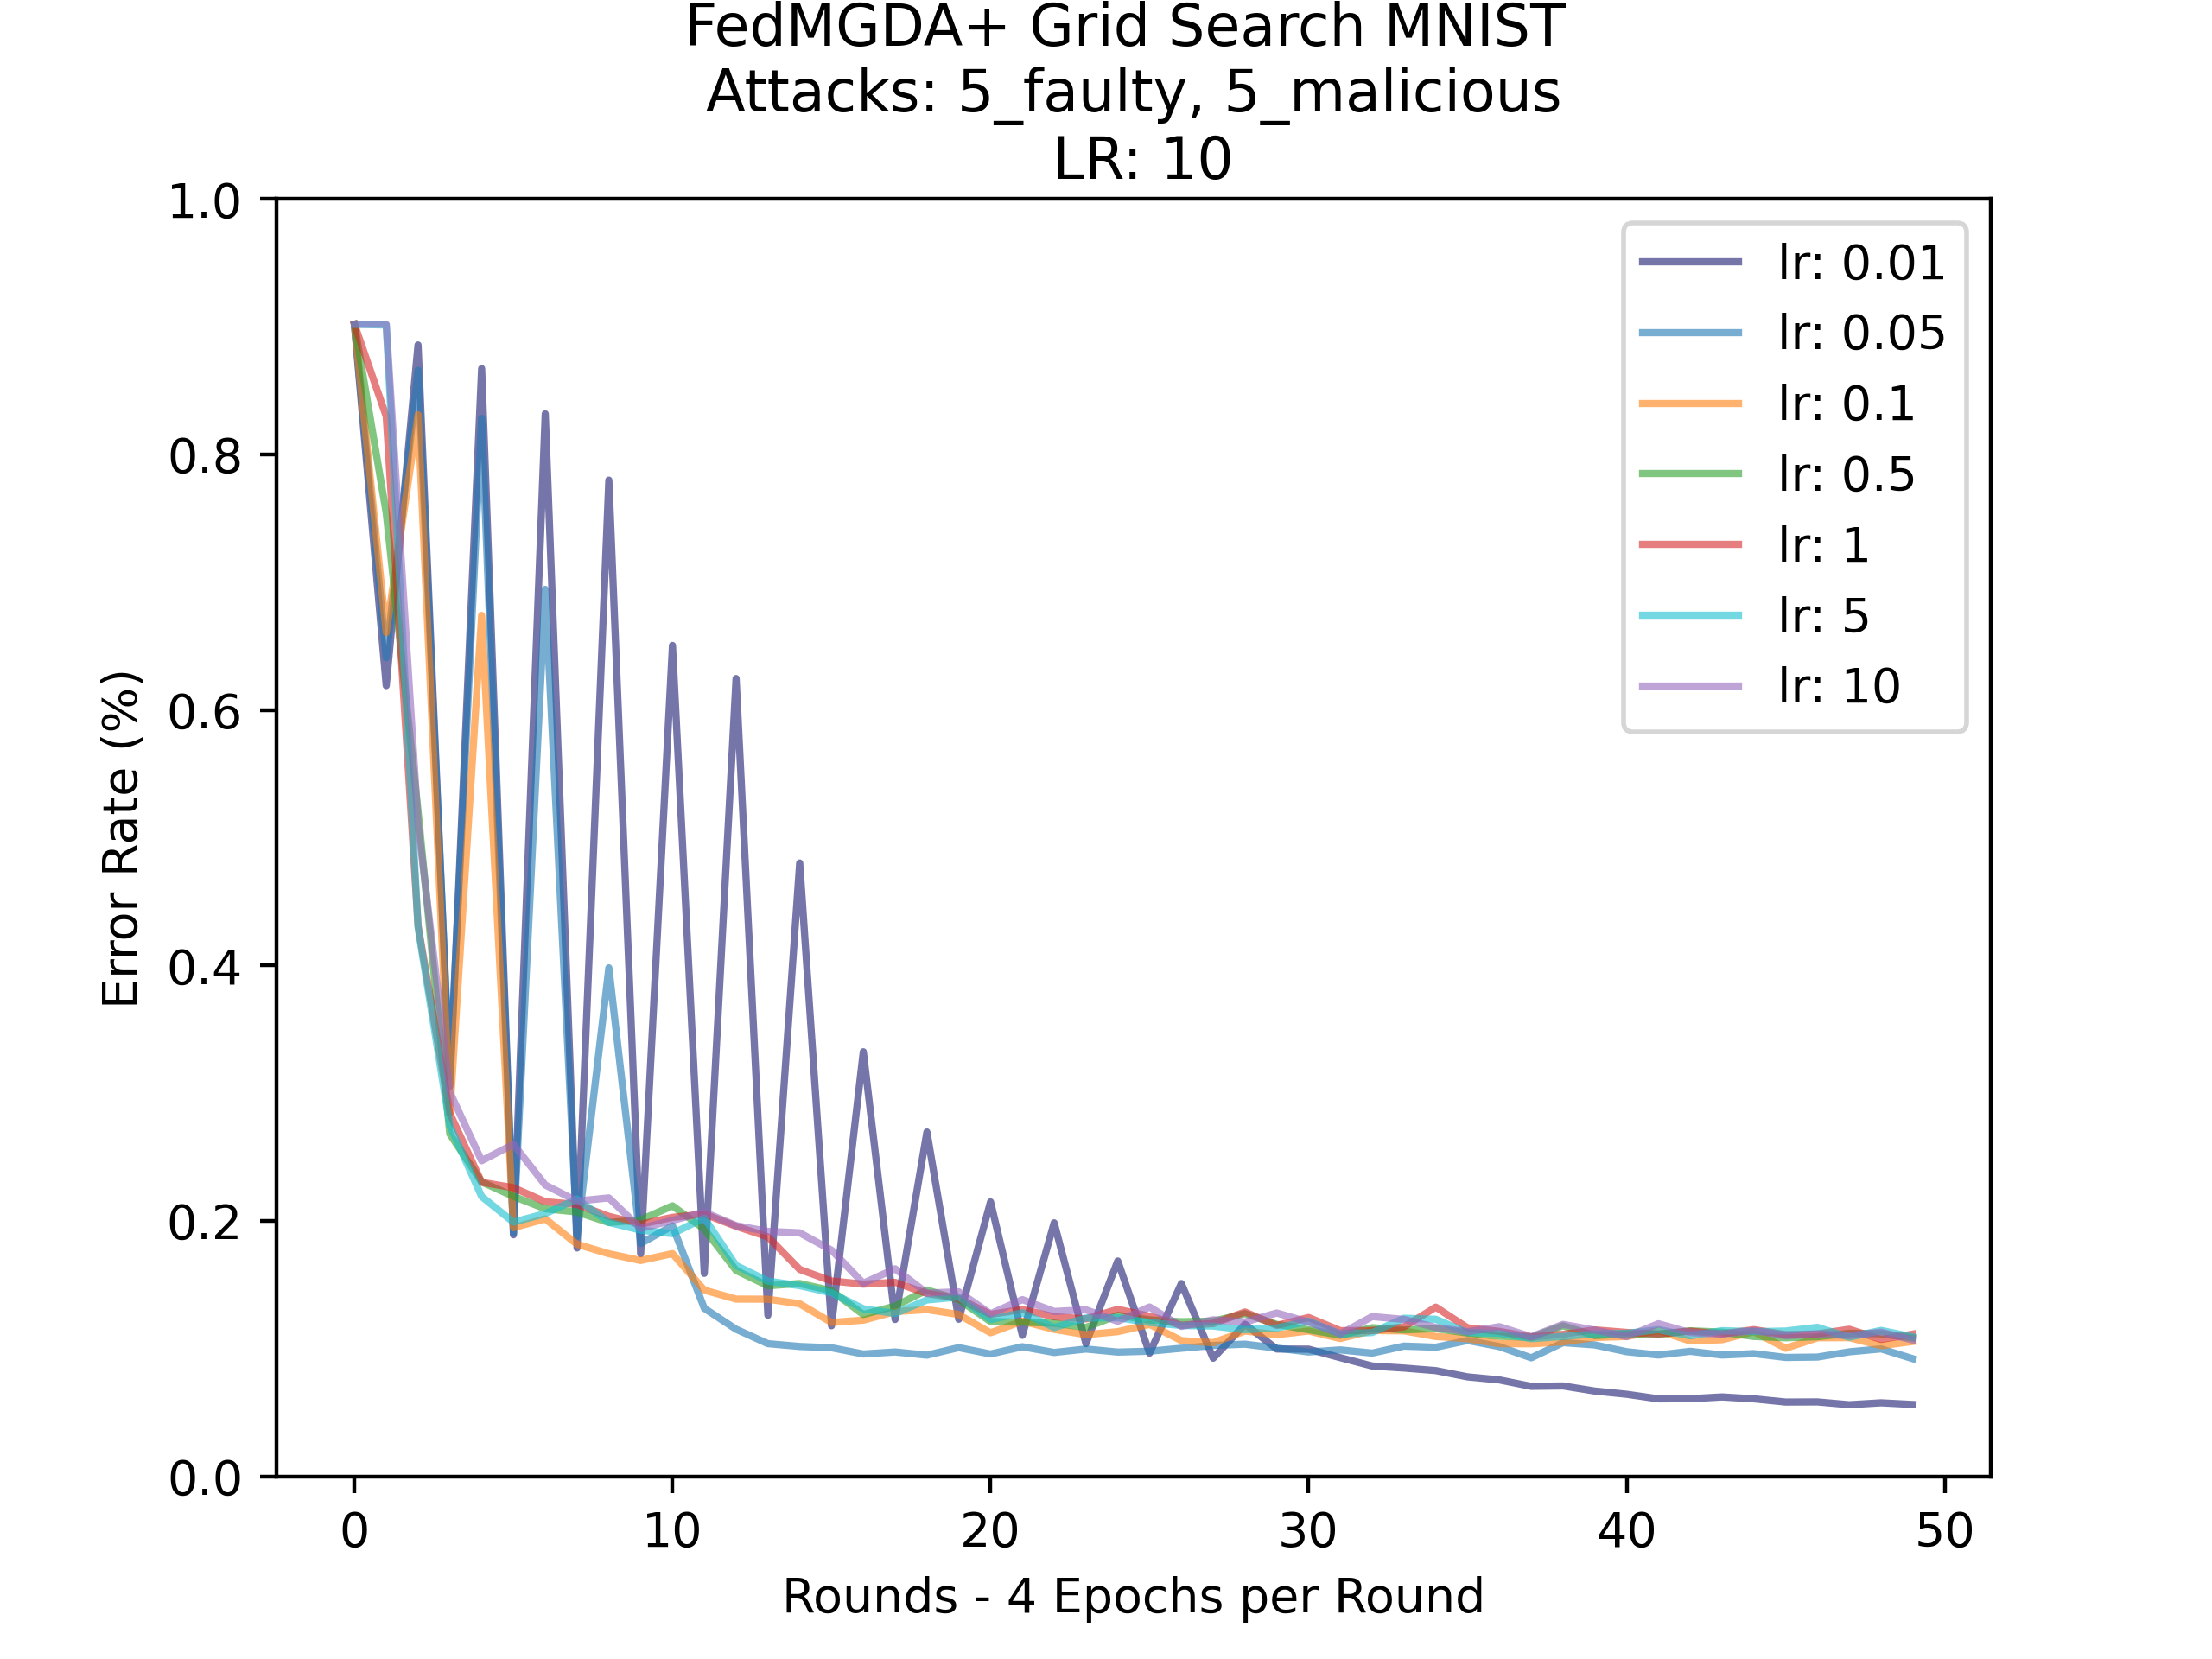 FedMGDA+ Grid Search MNIST
Attacks: 5_faulty, 5_malicious
LR: 10
1.0
0.8
0.6
0.4
0.2
0.0
Error Rate (%)
lr: 0.01
lr: 0.05
lr: 0.1
lr: 0.5
lr: 1
lr: 5
lr: 10
0 10 20 30 40 50
Rounds - 4 Epochs per Round